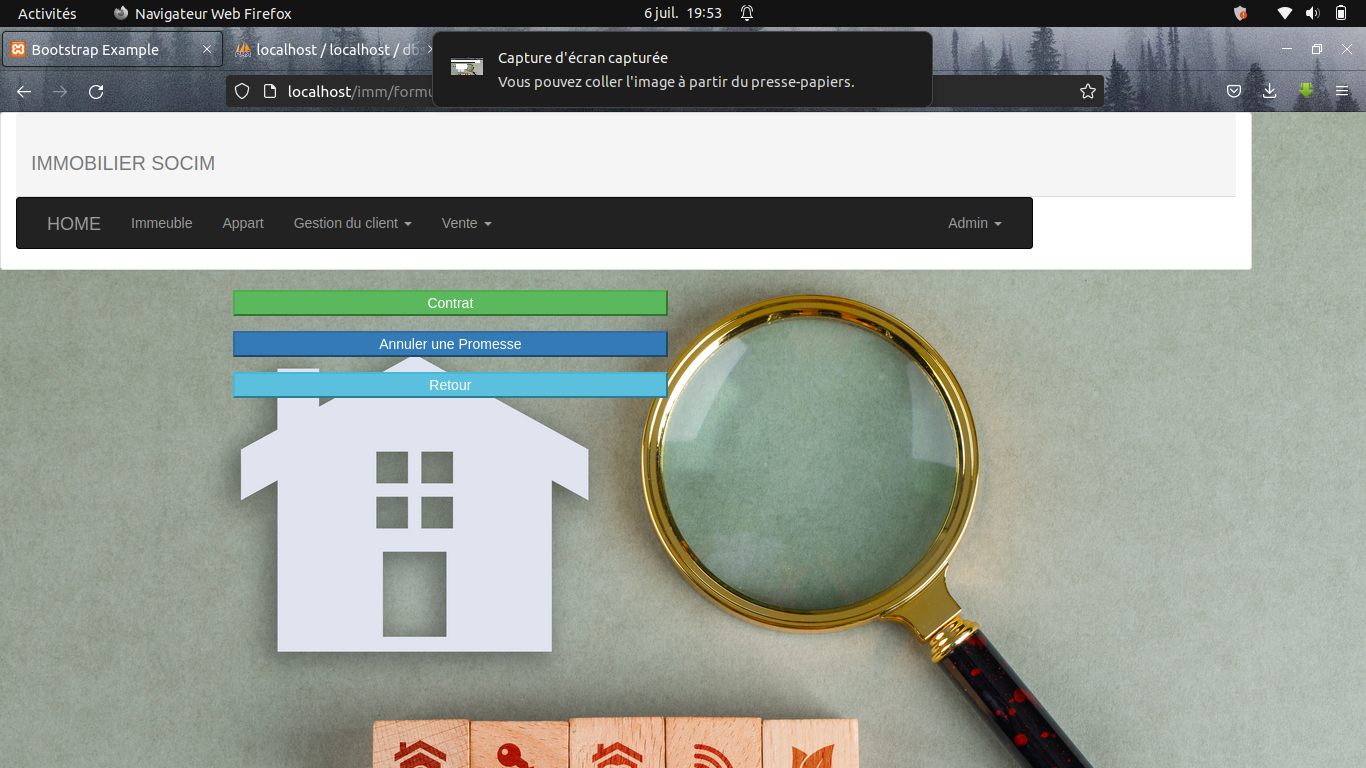 Activités
Navigateur Web Firefox
6 juil. 19:53
Bootstrap Example
localhost / localhost / db
Capture d'écran capturée
Vous pouvez coller l'image à partir du presse-papiers.
localhost/imm/formu
IMMOBILIER SOCIM
HOME
Immeuble
Appart
Gestion du client
Vente
Admin
Contrat
Annuler une Promesse
Retour